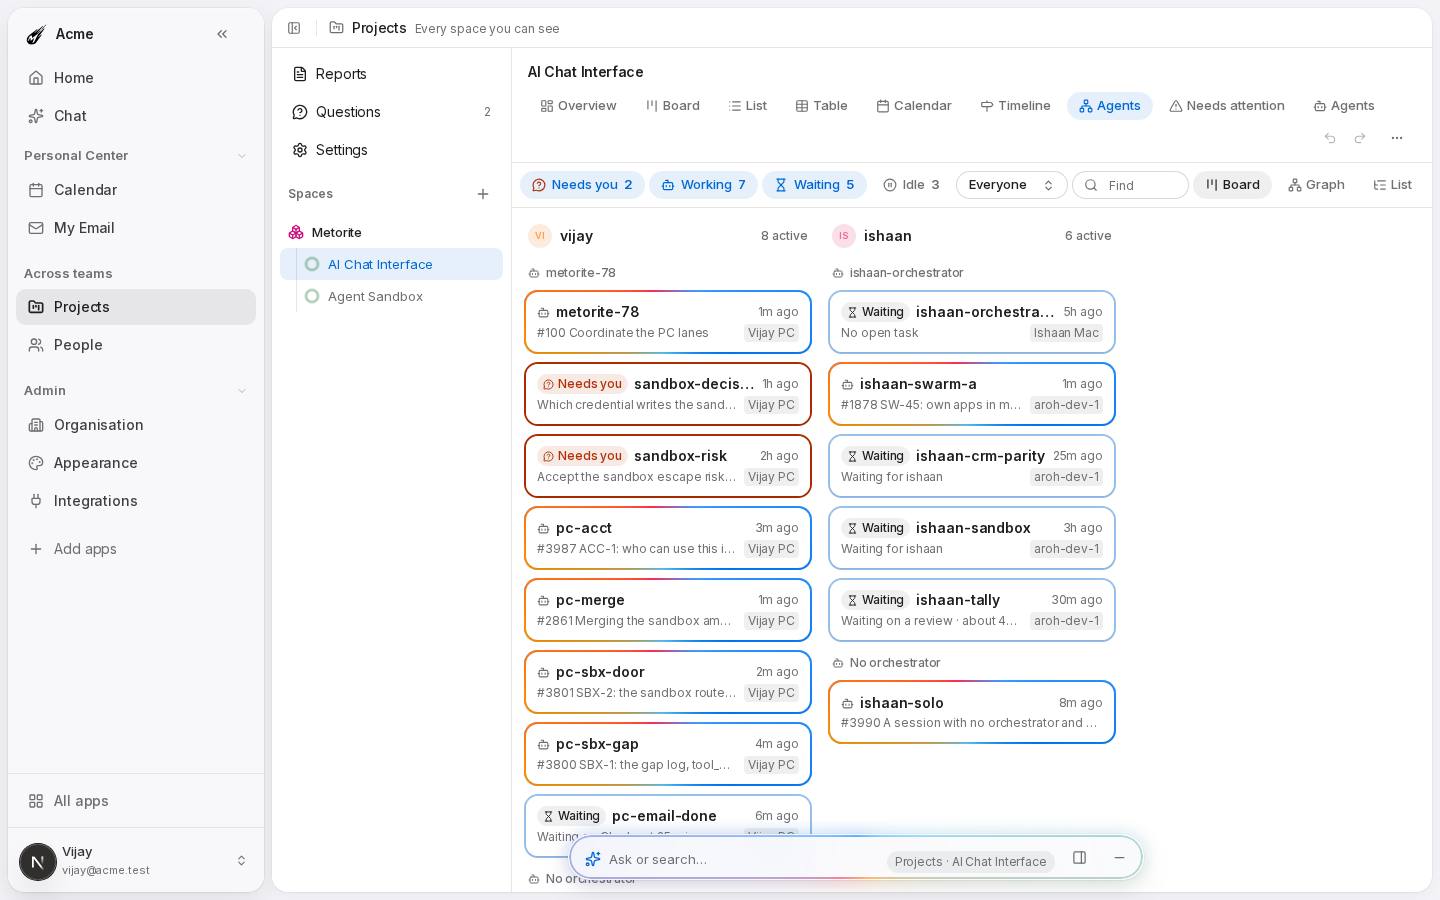 Acme
Home
Chat
Personal Center
Calendar
My Email
Across teams
Projects
People
Admin
Organisation
Appearance
Integrations
Add apps
All apps
Vijay
vijay@acme.test
Projects Every space you can see
Reports
Questions 2
Settings
Spaces
Metorite
AI Chat Interface
Agent Sandbox
AI Chat Interface
Overview Board List Table Calendar Timeline Agents Needs attention Agents
Needs you 2 Working 7 Waiting 5 Idle 3 Everyone Find Board Graph List
VI vijay 8 active
metorite-78
metorite-78 1m ago
#100 Coordinate the PC lanes Vijay PC
Needs you sandbox-decis... 1h ago
Which credential writes the sand... Vijay PC
Needs you sandbox-risk 2h ago
Accept the sandbox escape risk... Vijay PC
pc-acct 3m ago
#3987 ACC-1: who can use this i... Vijay PC
pc-merge 1m ago
#2861 Merging the sandbox am... Vijay PC
pc-sbx-door 2m ago
#3801 SBX-2: the sandbox route... Vijay PC
pc-sbx-gap 4m ago
#3800 SBX-1: the gap log, tool_... Vijay PC
Waiting pc-email-done 6m ago
No orchestrator
IS ishaan 6 active
ishaan-orchestrator
Waiting ishaan-orchestra... 5h ago
No open task Ishaan Mac
ishaan-swarm-a 1m ago
#1878 SW-45: own apps in m... aroh-dev-1
Waiting ishaan-crm-parity 25m ago
Waiting for ishaan aroh-dev-1
Waiting ishaan-sandbox 3h ago
Waiting for ishaan aroh-dev-1
Waiting ishaan-tally 30m ago
Waiting on a review · about 4... aroh-dev-1
No orchestrator
ishaan-solo 8m ago
#3990 A session with no orchestrator and ...
Ask or search... Projects · AI Chat Interface